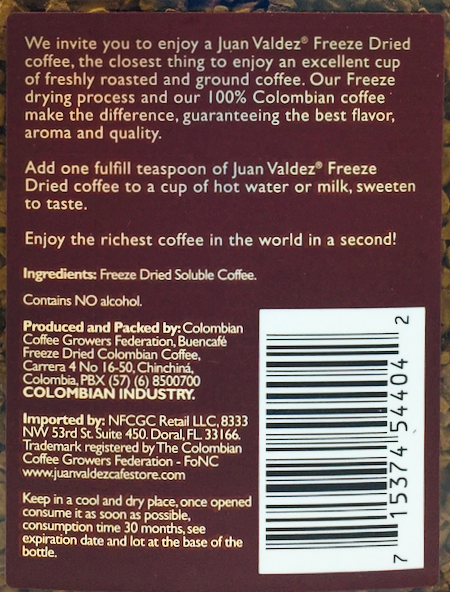 We invite you to enjoy a Juan Valdez® Freeze Dried
coffee, the closest thing to enjoy an excellent cup
of freshly roasted and ground coffee. Our Freeze
drying process and our 100% Colombian coffee
make the difference, guaranteeing the best flavor,
aroma and quality.
Add one fulfill teaspoon of Juan Valdez® Freeze
Dried coffee to a cup of hot water or milk, sweeten
to taste.
Enjoy the richest coffee in the world in a second!
Ingredients: Freeze Dried Soluble Coffee.
Contains NO alcohol.
Produced and Packed by: Colombian
Coffee Growers Federation, Buencafé
Freeze Dried Colombian Coffee,
Carrera 4 No 16-50, Chinchiná,
Colombia, PBX (57) (6) 8500700
COLOMBIAN INDUSTRY.
Imported by: NFCGC Retail LLC, 8333
NW 53rd St. Suite 450. Doral, FL. 33166.
Trademark registered by The Colombian
Coffee Growers Federation - FoNC
www.juanvaldezcafestore.com
Keep in a cool and dry place, once opened
consume it as soon as possible,
consumption time 30 months, see
expiration date and lot at the base of the
bottle.
7 15374 54404 2